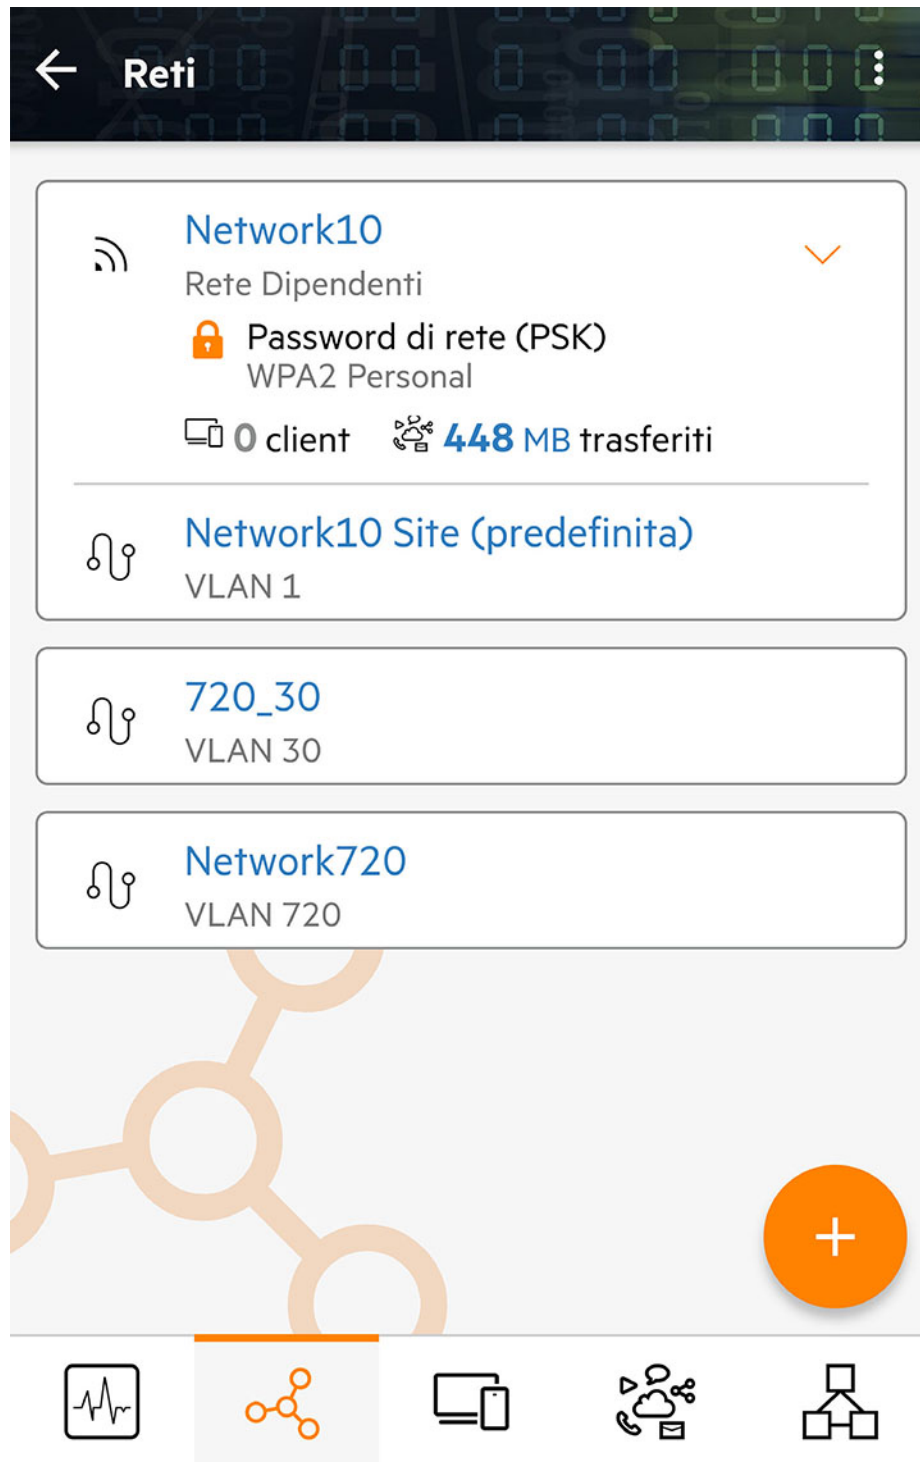 Reti
Network10
Rete Dipendenti
Password di rete (PSK)
WPA2 Personal
0 client 448 MB trasferiti
Network10 Site (predefinita)
VLAN 1
720_30
VLAN 30
Network720
VLAN 720